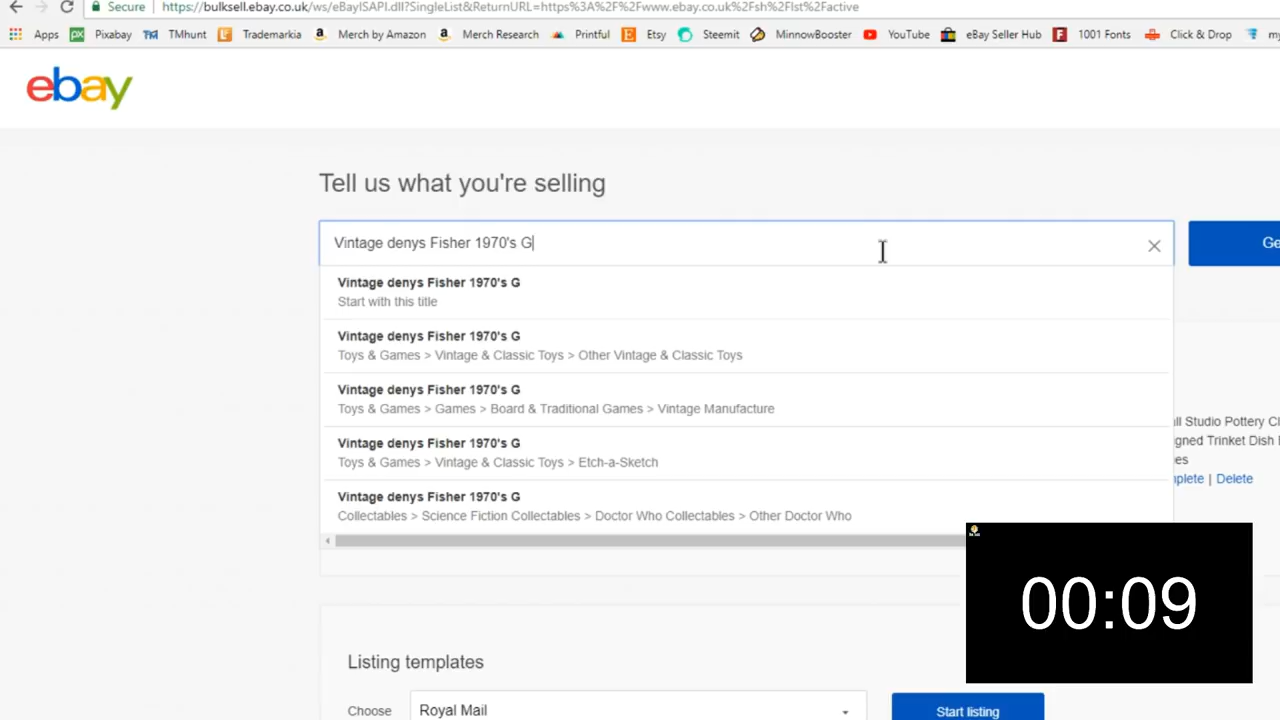 Secure
https://bulksell.ebay.co.uk/ws/eBayISAPI.dll?SingleList&ReturnURL=https%3A%2F%2Fwww.ebay.co.uk%2Fsh%2Flst%2Factive
Apps Pixabay TMhunt Trademarkia Merch by Amazon Merch Research Printful Etsy Steemit MinnowBooster YouTube eBay Seller Hub 1001 Fonts Click & Drop my
ebay
Tell us what you're selling
Vintage denys Fisher 1970's G
Ge
Vintage denys Fisher 1970's G
Start with this title
Vintage denys Fisher 1970's G
Toys & Games > Vintage & Classic Toys > Other Vintage & Classic Toys
Vintage denys Fisher 1970's G
Toys & Games > Games > Board & Traditional Games > Vintage Manufacture
Vintage denys Fisher 1970's G
Toys & Games > Vintage & Classic Toys > Etch-a-Sketch
Vintage denys Fisher 1970's G
Collectables > Science Fiction Collectables > Doctor Who Collectables > Other Doctor Who
ll Studio Pottery Cl
gned Trinket Dish
es
plete | Delete
00:09
Listing templates
Choose Royal Mail Start listing